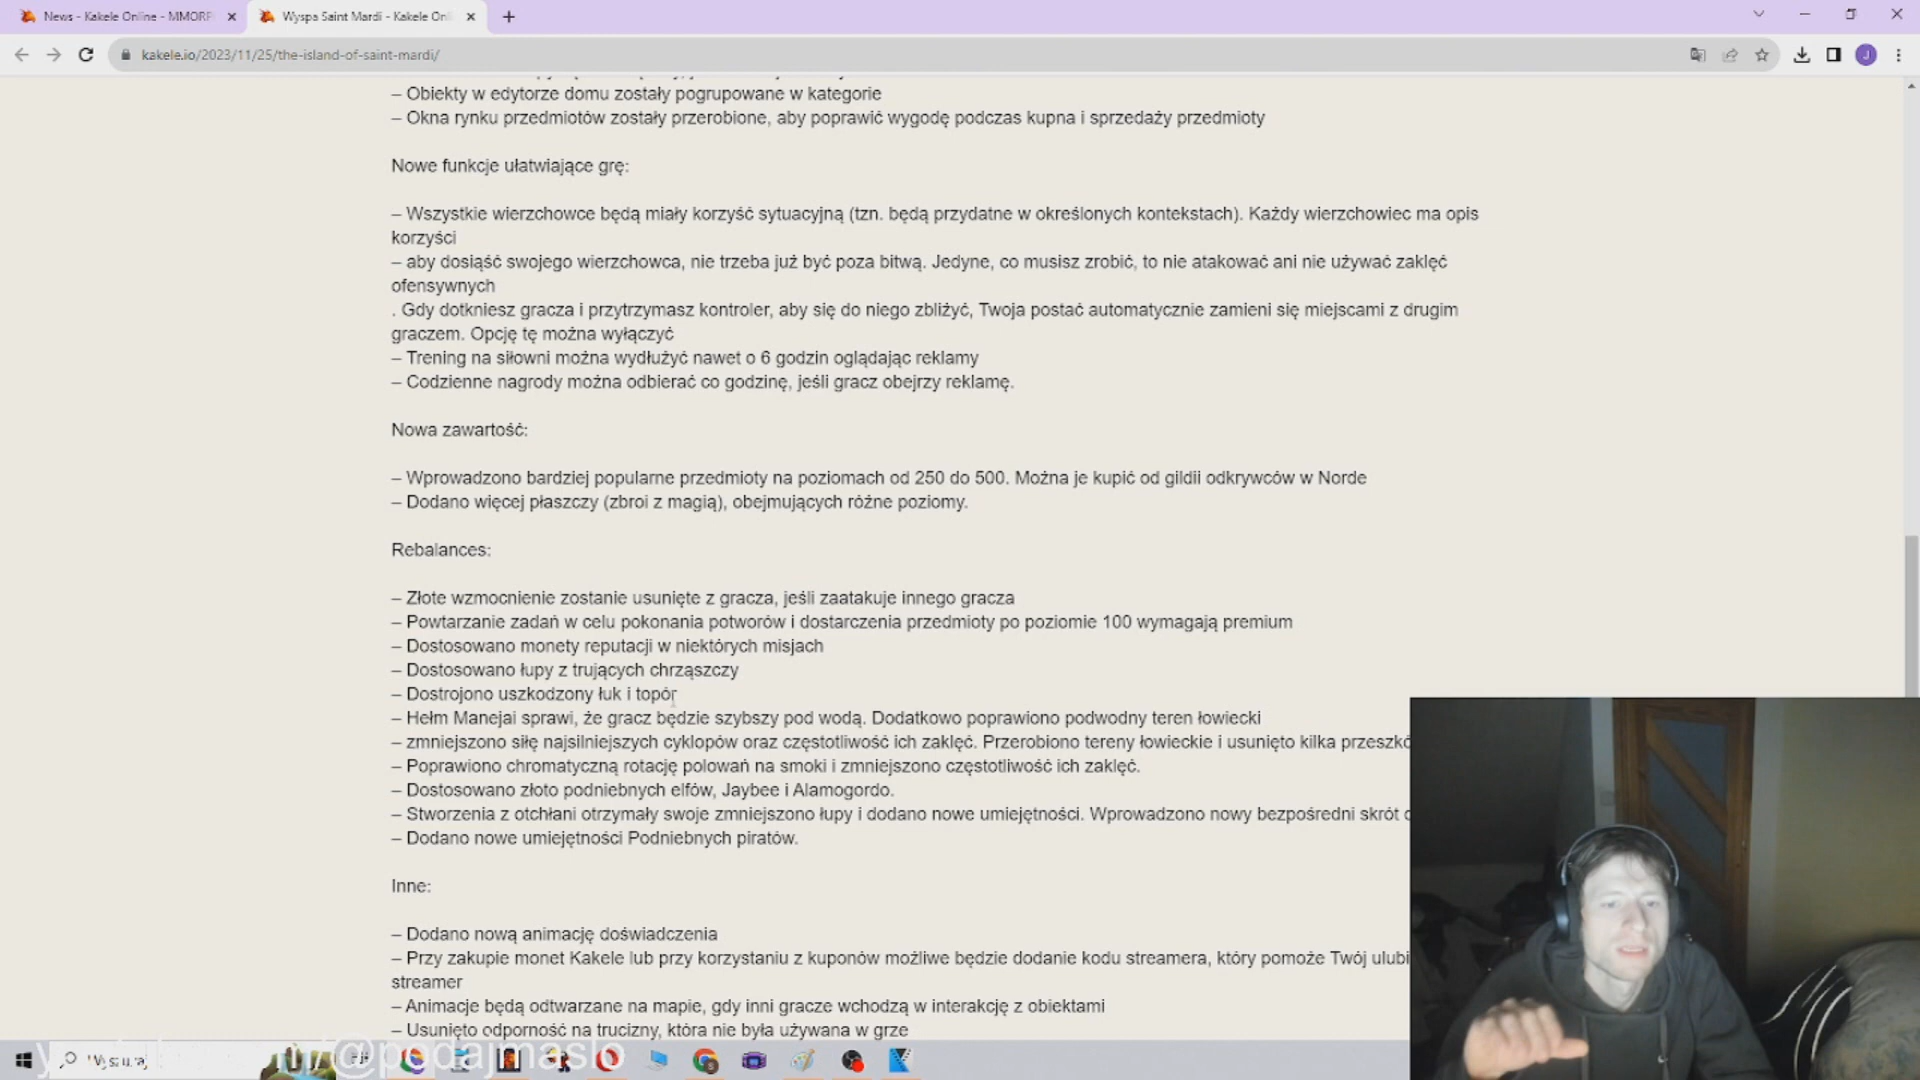 News - Kakele Online - MMORP
Wyspa Saint Mardi - Kakele Onl
kakele.io/2023/11/25/the-island-of-saint-mardi/
J
– Obiekty w edytorze domu zostały pogrupowane w kategorie
– Okna rynku przedmiotów zostały przerobione, aby poprawić wygodę podczas kupna i sprzedaży przedmioty
Nowe funkcje ułatwiające grę:
– Wszystkie wierzchowce będą miały korzyść sytuacyjną (tzn. będą przydatne w określonych kontekstach). Każdy wierzchowiec ma opis
korzyści
– aby dosiąść swojego wierzchowca, nie trzeba już być poza bitwą. Jedyne, co musisz zrobić, to nie atakować ani nie używać zaklęć
ofensywnych
. Gdy dotkniesz gracza i przytrzymasz kontroler, aby się do niego zbliżyć, Twoja postać automatycznie zamieni się miejscami z drugim
graczem. Opcję tę można wyłączyć
– Trening na siłowni można wydłużyć nawet o 6 godzin oglądając reklamy
– Codzienne nagrody można odbierać co godzinę, jeśli gracz obejrzy reklamę.
Nowa zawartość:
– Wprowadzono bardziej popularne przedmioty na poziomach od 250 do 500. Można je kupić od gildii odkrywców w Norde
– Dodano więcej płaszczy (zbroi z magią), obejmujących różne poziomy.
Rebalances:
– Złote wzmocnienie zostanie usunięte z gracza, jeśli zaatakuje innego gracza
– Powtarzanie zadań w celu pokonania potworów i dostarczenia przedmioty po poziomie 100 wymagają premium
– Dostosowano monety reputacji w niektórych misjach
– Dostosowano łupy z trujących chrząszczy
– Dostrojono uszkodzony łuk i topór
– Hełm Manejai sprawi, że gracz będzie szybszy pod wodą. Dodatkowo poprawiono podwodny teren łowiecki
– zmniejszono siłę najsilniejszych cyklopów oraz częstotliwość ich zaklęć. Przerobiono tereny łowieckie i usunięto kilka przeszkó
– Poprawiono chromatyczną rotację polowań na smoki i zmniejszono częstotliwość ich zaklęć.
– Dostosowano złoto podniebnych elfów, Jaybee i Alamogordo.
– Stworzenia z otchłani otrzymały swoje zmniejszono łupy i dodano nowe umiejętności. Wprowadzono nowy bezpośredni skrót
– Dodano nowe umiejętności Podniebnych piratów.
Inne:
– Dodano nową animację doświadczenia
– Przy zakupie monet Kakele lub przy korzystaniu z kuponów możliwe będzie dodanie kodu streamera, który pomoże Twój ulubi
streamer
– Animacje będą odtwarzane na mapie, gdy inni gracze wchodzą w interakcję z obiektami
– Usunięto odporność na trucizny, która nie była używana w grze
/@podajmaslo